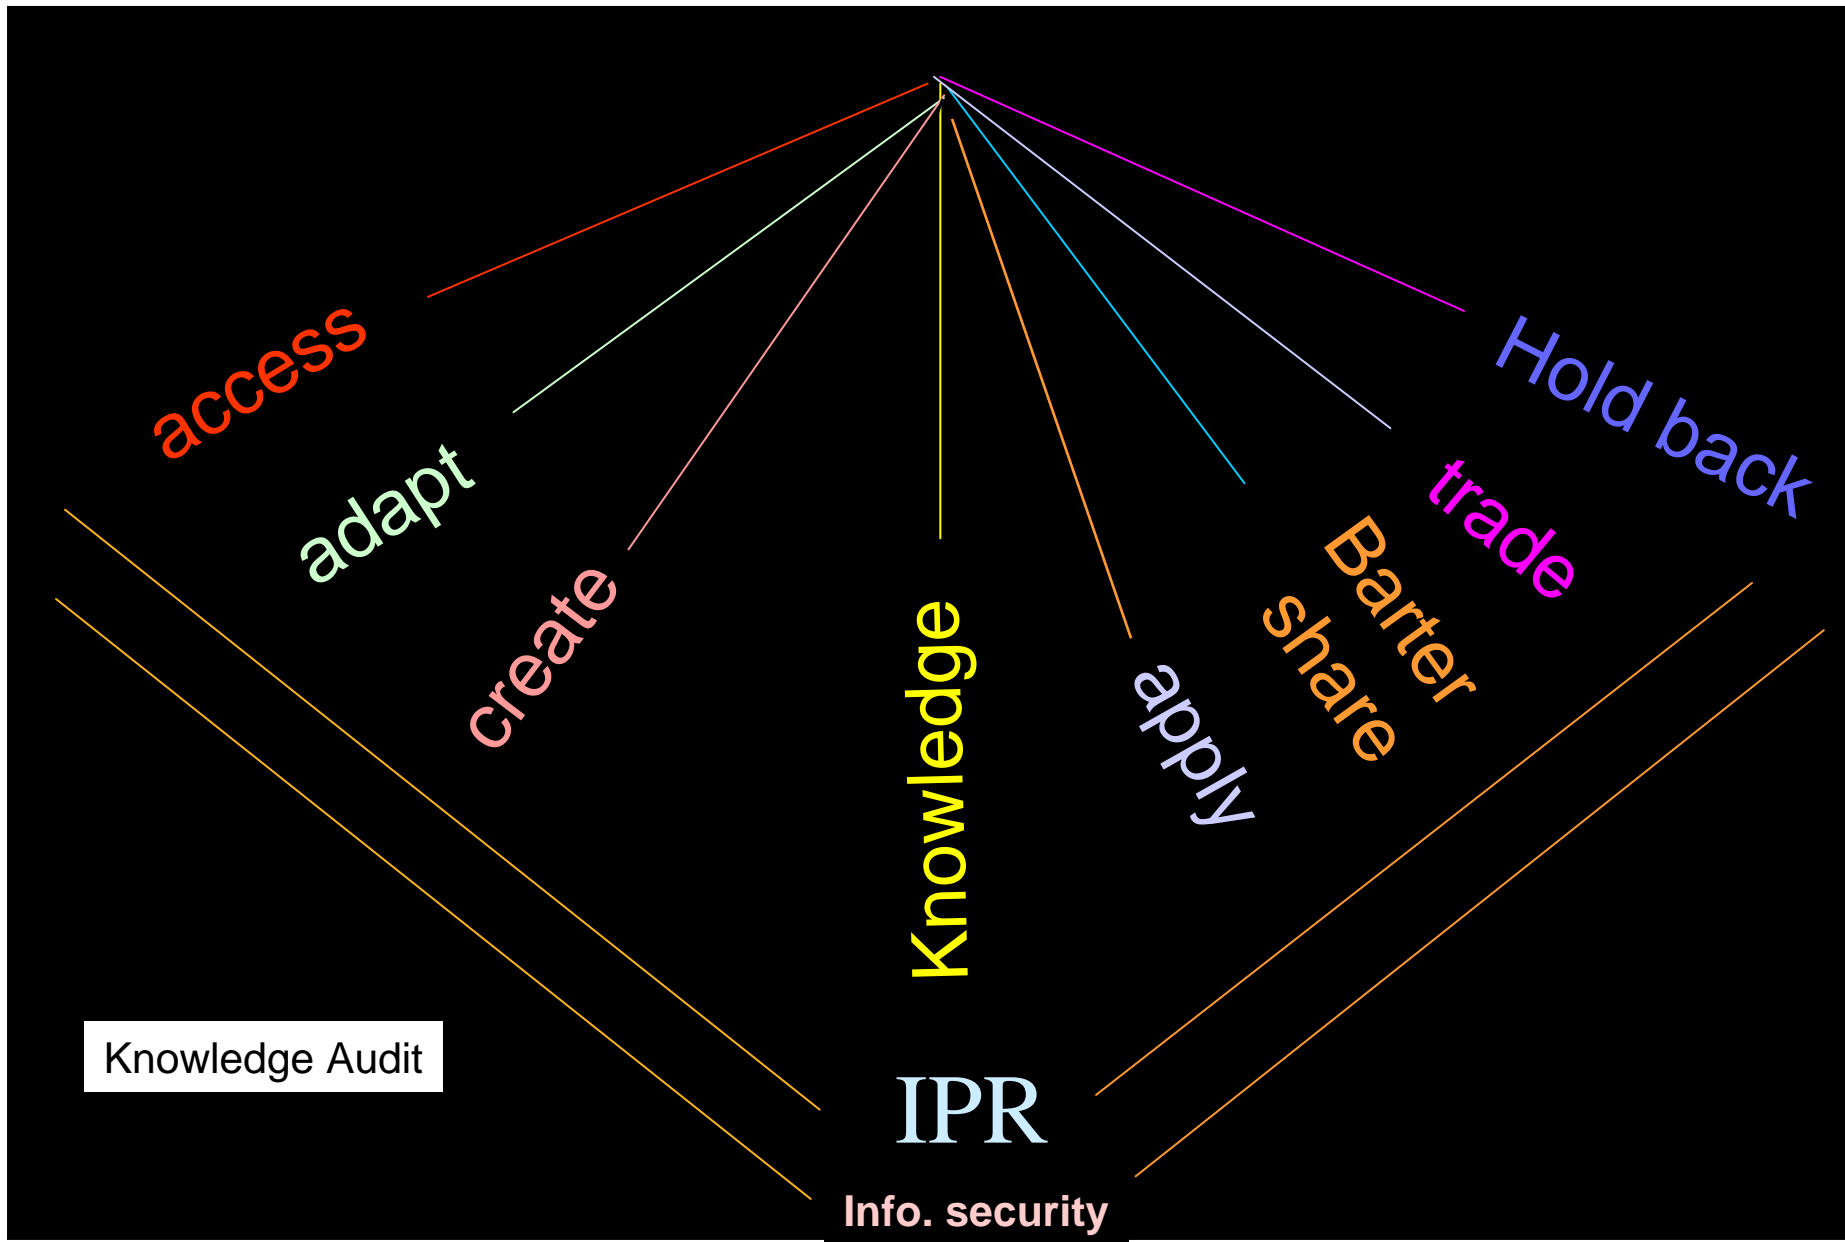 access
adapt
create
Knowledge
apply
Barter
share
trade
Hold back
Knowledge Audit
IPR
Info. security